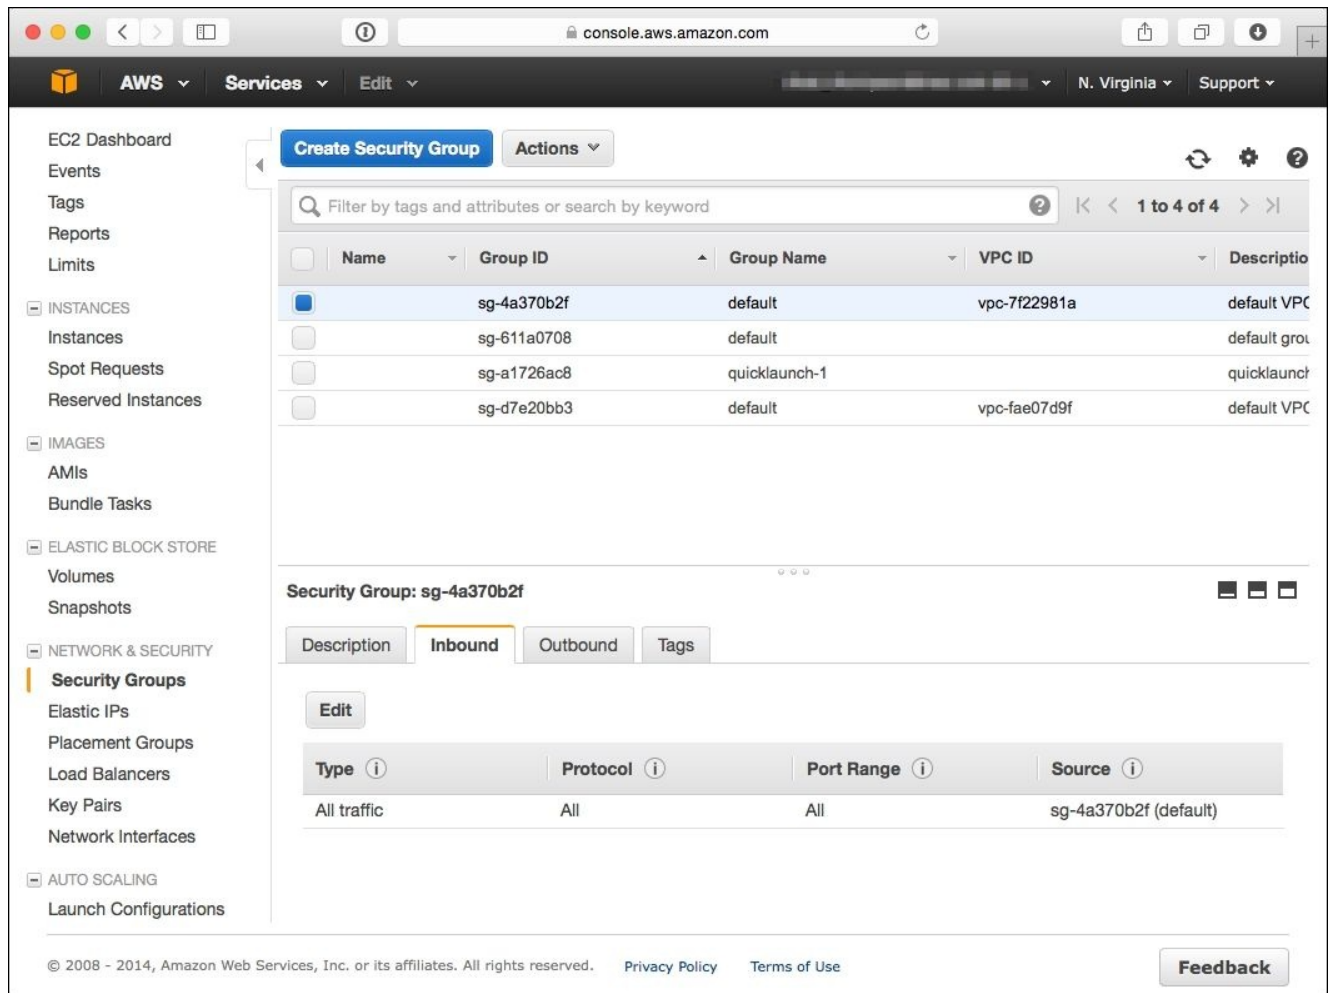 console.aws.amazon.com
AWS Services Edit N. Virginia Support
EC2 Dashboard
Events
Tags
Reports
Limits
INSTANCES
Instances
Spot Requests
Reserved Instances
IMAGES
AMIs
Bundle Tasks
ELASTIC BLOCK STORE
Volumes
Snapshots
NETWORK & SECURITY
Security Groups
Elastic IPs
Placement Groups
Load Balancers
Key Pairs
Network Interfaces
AUTO SCALING
Launch Configurations
Create Security Group Actions
Filter by tags and attributes or search by keyword 1 to 4 of 4
Name Group ID Group Name VPC ID Descriptio
sg-4a370b2f default vpc-7f22981a default VPC
sg-611a0708 default default grou
sg-a1726ac8 quicklaunch-1 quicklaunch
sg-d7e20bb3 default vpc-fae07d9f default VPC
Security Group: sg-4a370b2f
Description Inbound Outbound Tags
Edit
Type Protocol Port Range Source
All traffic All All sg-4a370b2f (default)
© 2008 - 2014, Amazon Web Services, Inc. or its affiliates. All rights reserved. Privacy Policy Terms of Use Feedback